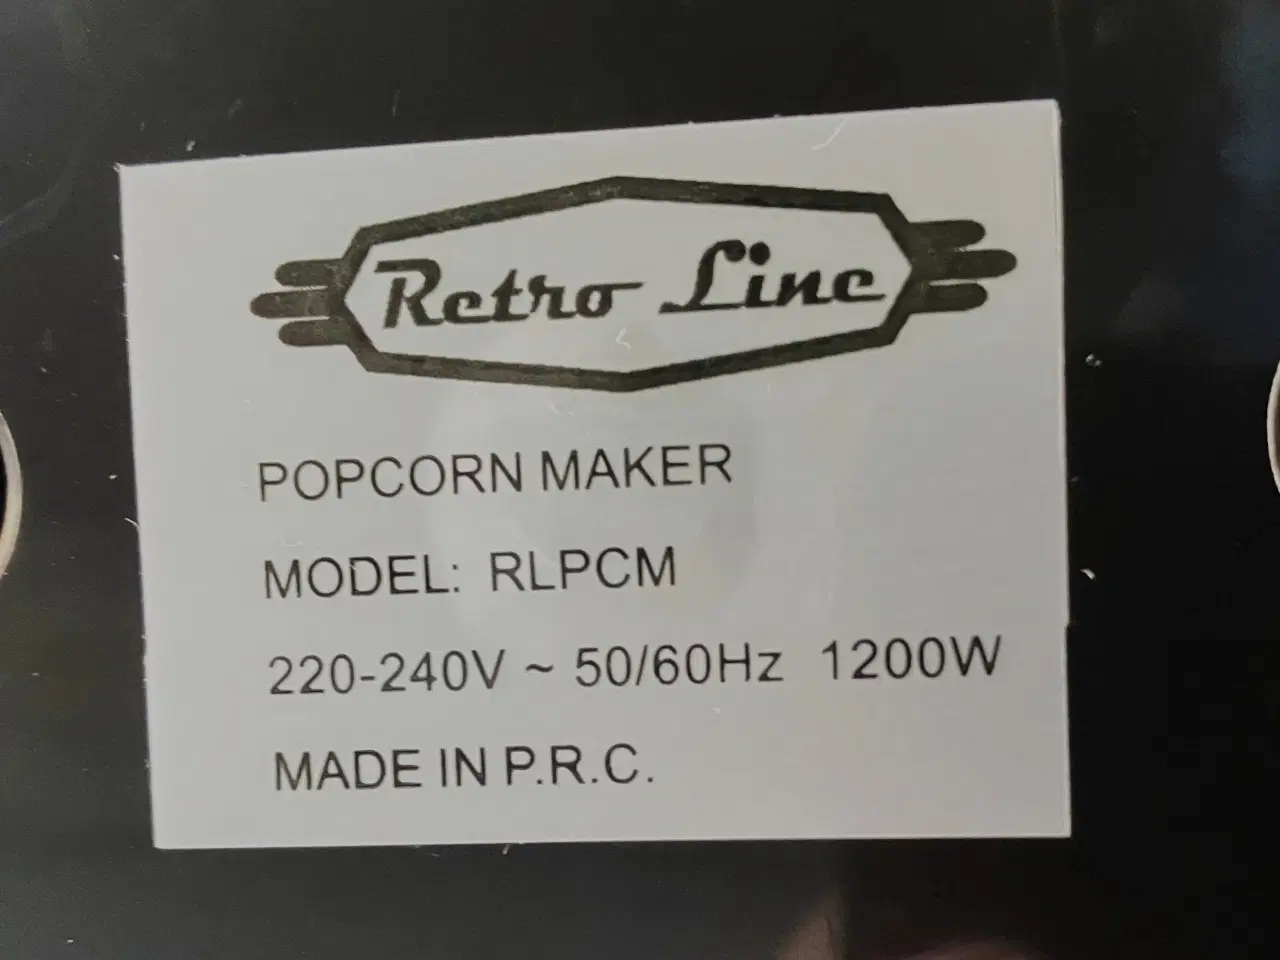 Retro Line
POPCORN MAKER
MODEL: RLPCM
220-240V ~ 50/60Hz 1200W
MADE IN P.R.C.